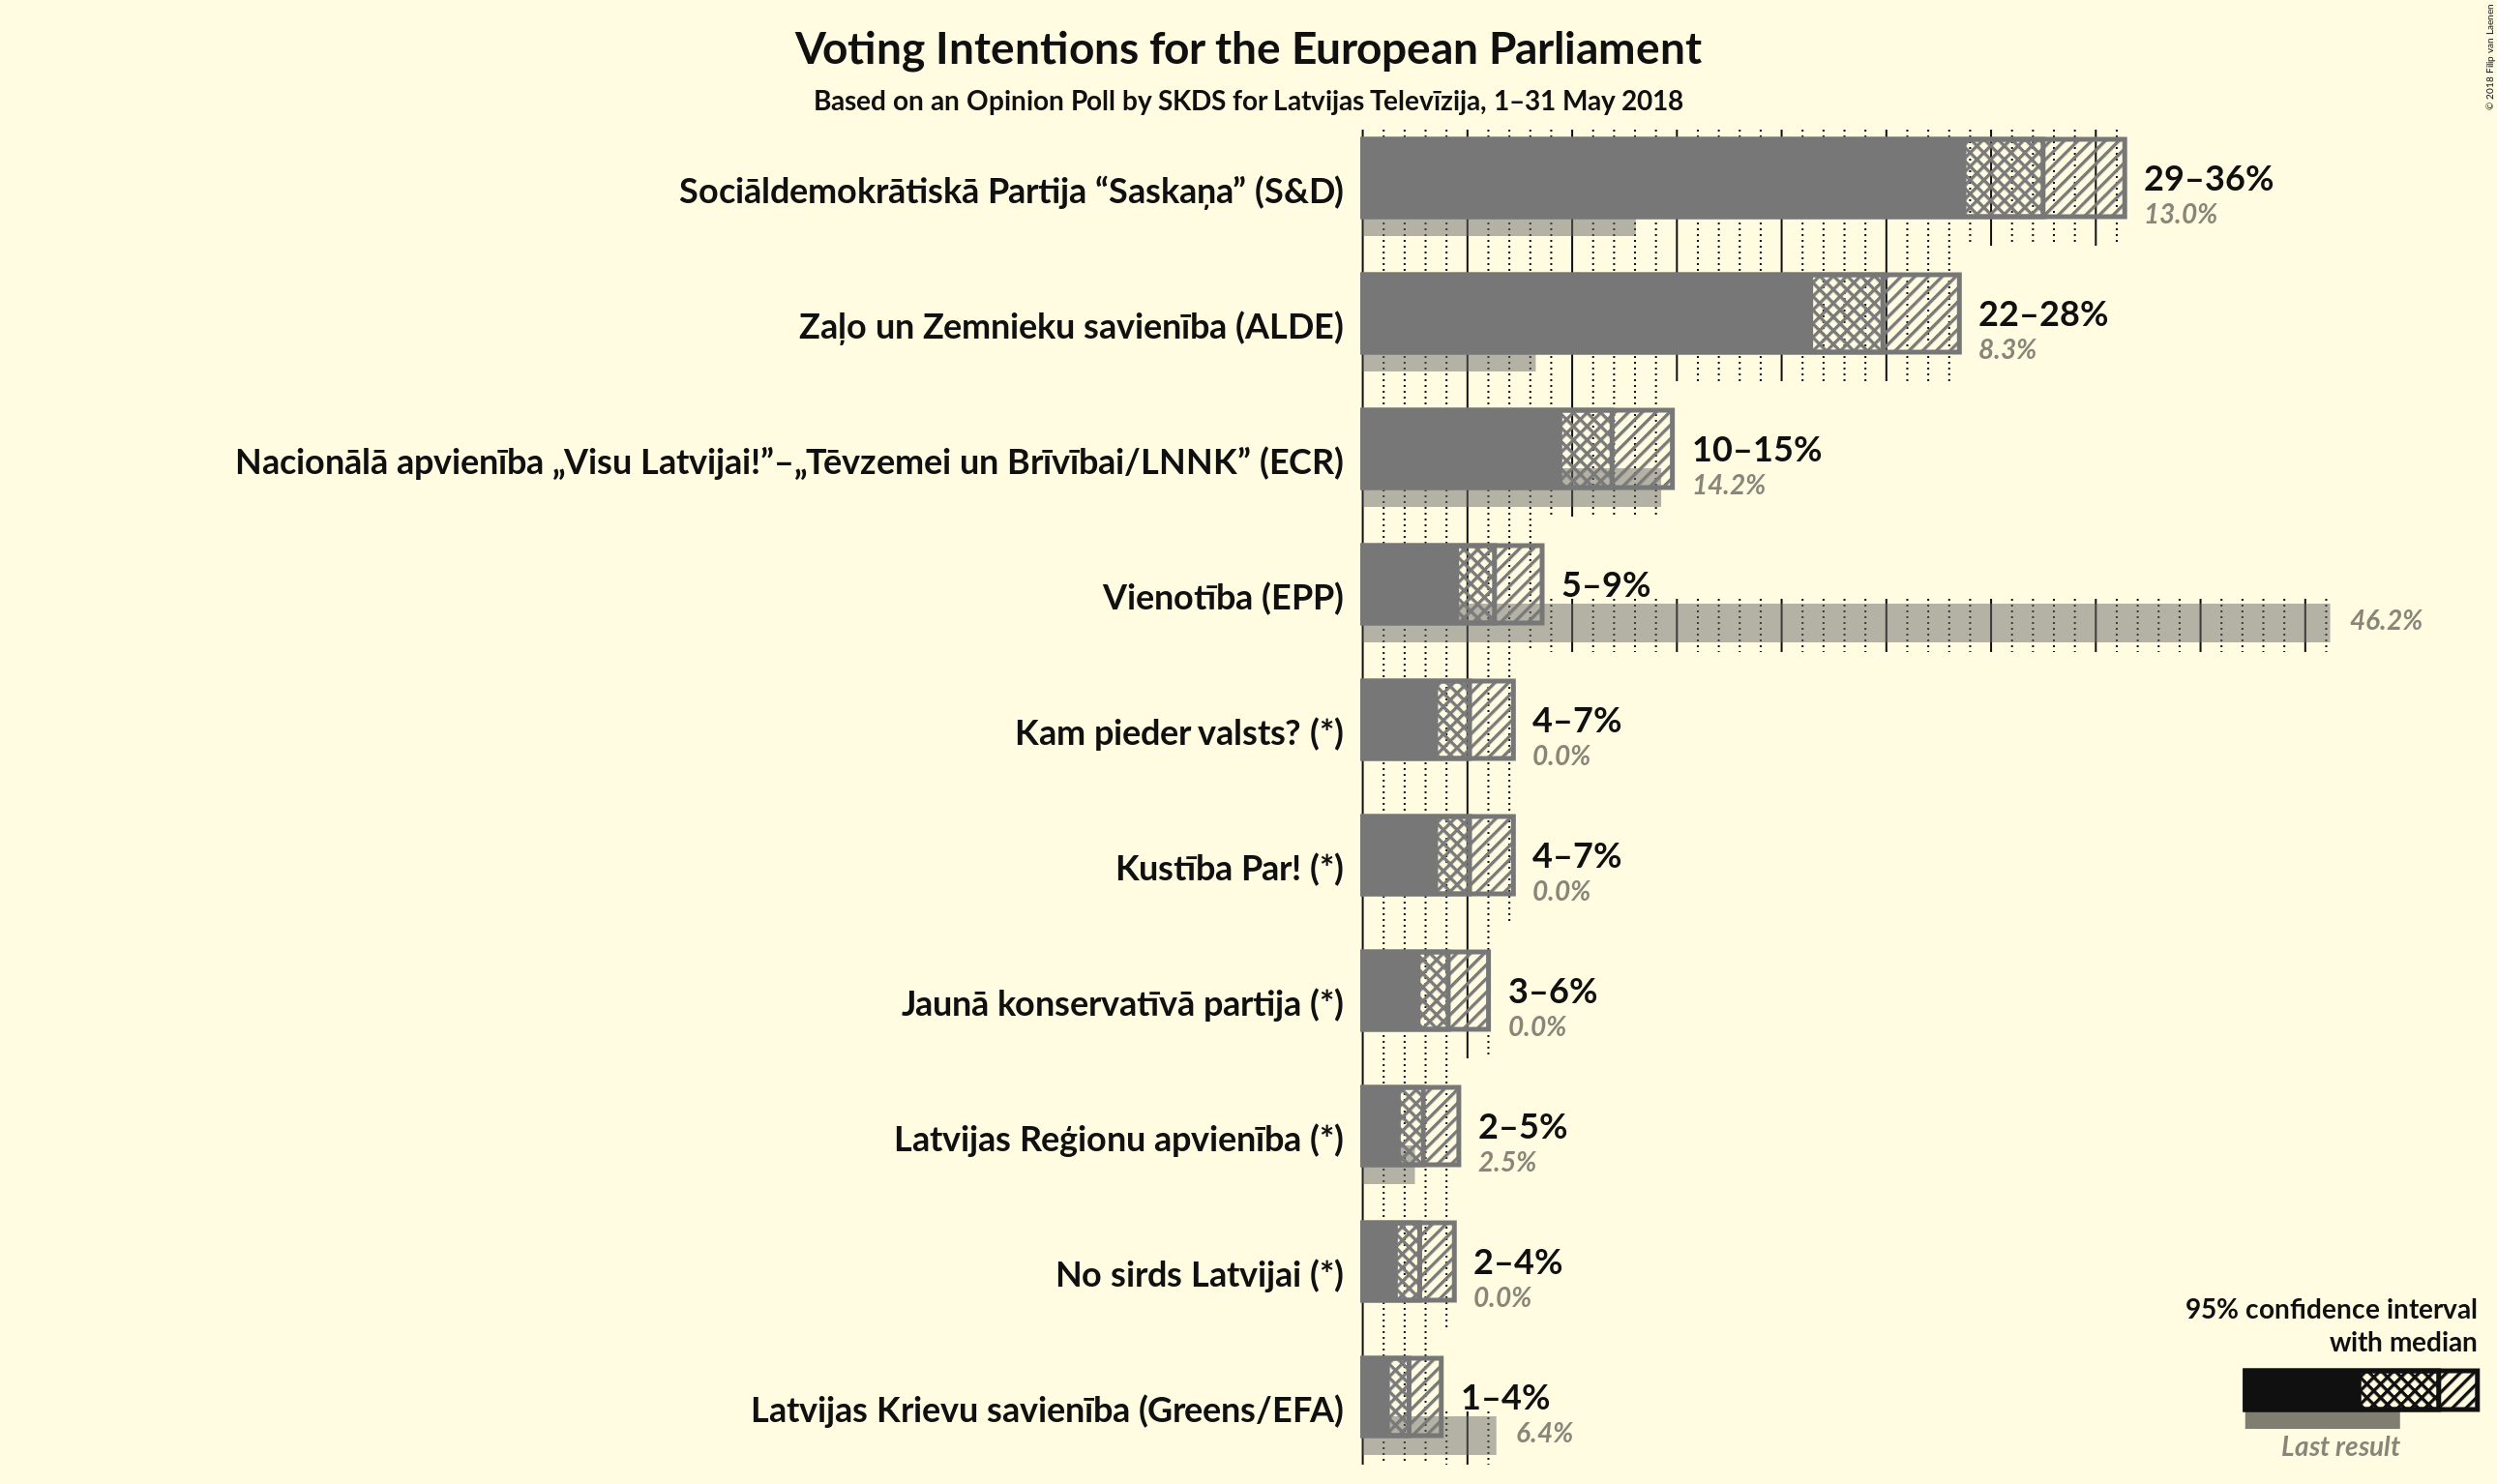 Voting Intentions for the European Parliament
Based on an Opinion Poll by SKDS for Latvijas Televīzija, 1–31 May 2018
© 2018 Filip van Laenen
Sociāldemokrātiskā Partija “Saskaņa” (S&D)
29–36%
13.0%
Zaļo un Zemnieku savienība (ALDE)
22–28%
8.3%
Nacionālā apvienība „Visu Latvijai!”–„Tēvzemei un Brīvībai/LNNK” (ECR)
10–15%
14.2%
Vienotība (EPP)
5–9%
46.2%
Kam pieder valsts? (*)
4–7%
0.0%
Kustība Par! (*)
4–7%
0.0%
Jaunā konservatīvā partija (*)
3–6%
0.0%
Latvijas Reģionu apvienība (*)
2–5%
2.5%
No sirds Latvijai (*)
2–4%
0.0%
Latvijas Krievu savienība (Greens/EFA)
1–4%
6.4%
95% confidence interval
with median
Last result